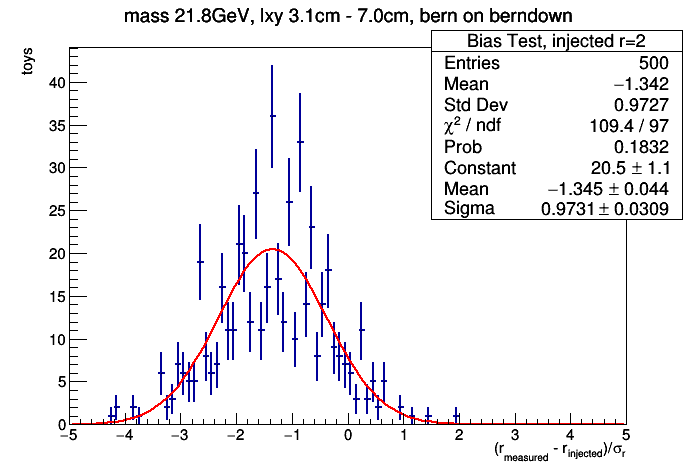 mass 21.8GeV, lxy 3.1cm - 7.0cm, bern on berndown
Bias Test, injected r=2
Entries 500
Mean −1.342
Std Dev 0.9727
χ² / ndf 109.4 / 97
Prob 0.1832
Constant 20.5 ± 1.1
Mean −1.345 ± 0.044
Sigma 0.9731 ± 0.0309
toys
40
35
30
25
20
15
10
5
0
−5 −4 −3 −2 −1 0 1 2 3 4 5
(r_measured - r_injected)/σ_r